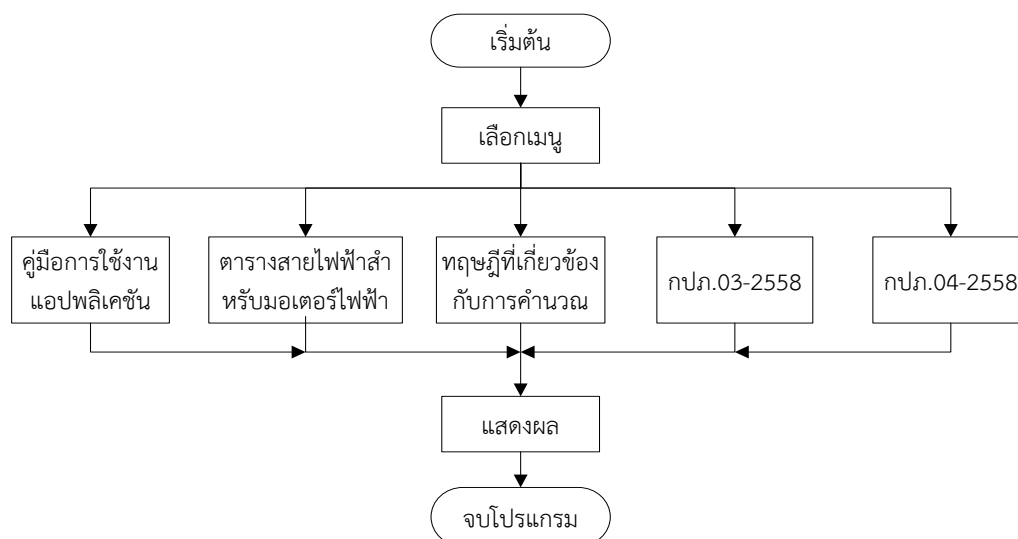 เริ่มต้น
เลือกเมนู
คู่มือการใช้งาน
แอปพลิเคชัน
ตารางสายไฟฟ้าสำ
หรับมอเตอร์ไฟฟ้า
ทฤษฎีที่เกี่ยวข้อง
กับการคำนวณ
กปภ.03-2558
กปภ.04-2558
แสดงผล
จบโปรแกรม